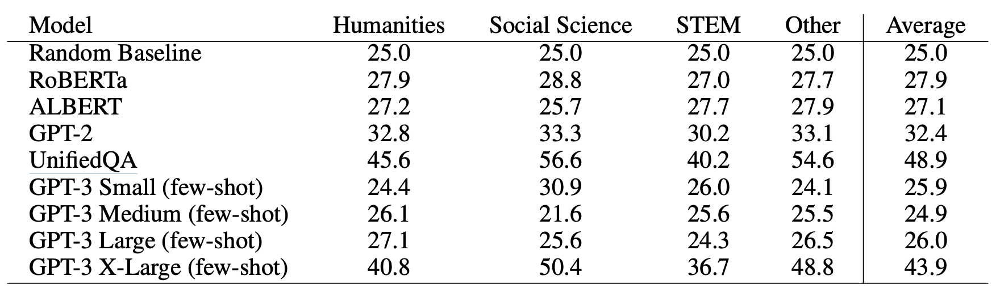 Model Humanities Social Science STEM Other Average
Random Baseline 25.0 25.0 25.0 25.0 25.0
RoBERTa 27.9 28.8 27.0 27.7 27.9
ALBERT 27.2 25.7 27.7 27.9 27.1
GPT-2 32.8 33.3 30.2 33.1 32.4
UnifiedQA 45.6 56.6 40.2 54.6 48.9
GPT-3 Small (few-shot) 24.4 30.9 26.0 24.1 25.9
GPT-3 Medium (few-shot) 26.1 21.6 25.6 25.5 24.9
GPT-3 Large (few-shot) 27.1 25.6 24.3 26.5 26.0
GPT-3 X-Large (few-shot) 40.8 50.4 36.7 48.8 43.9